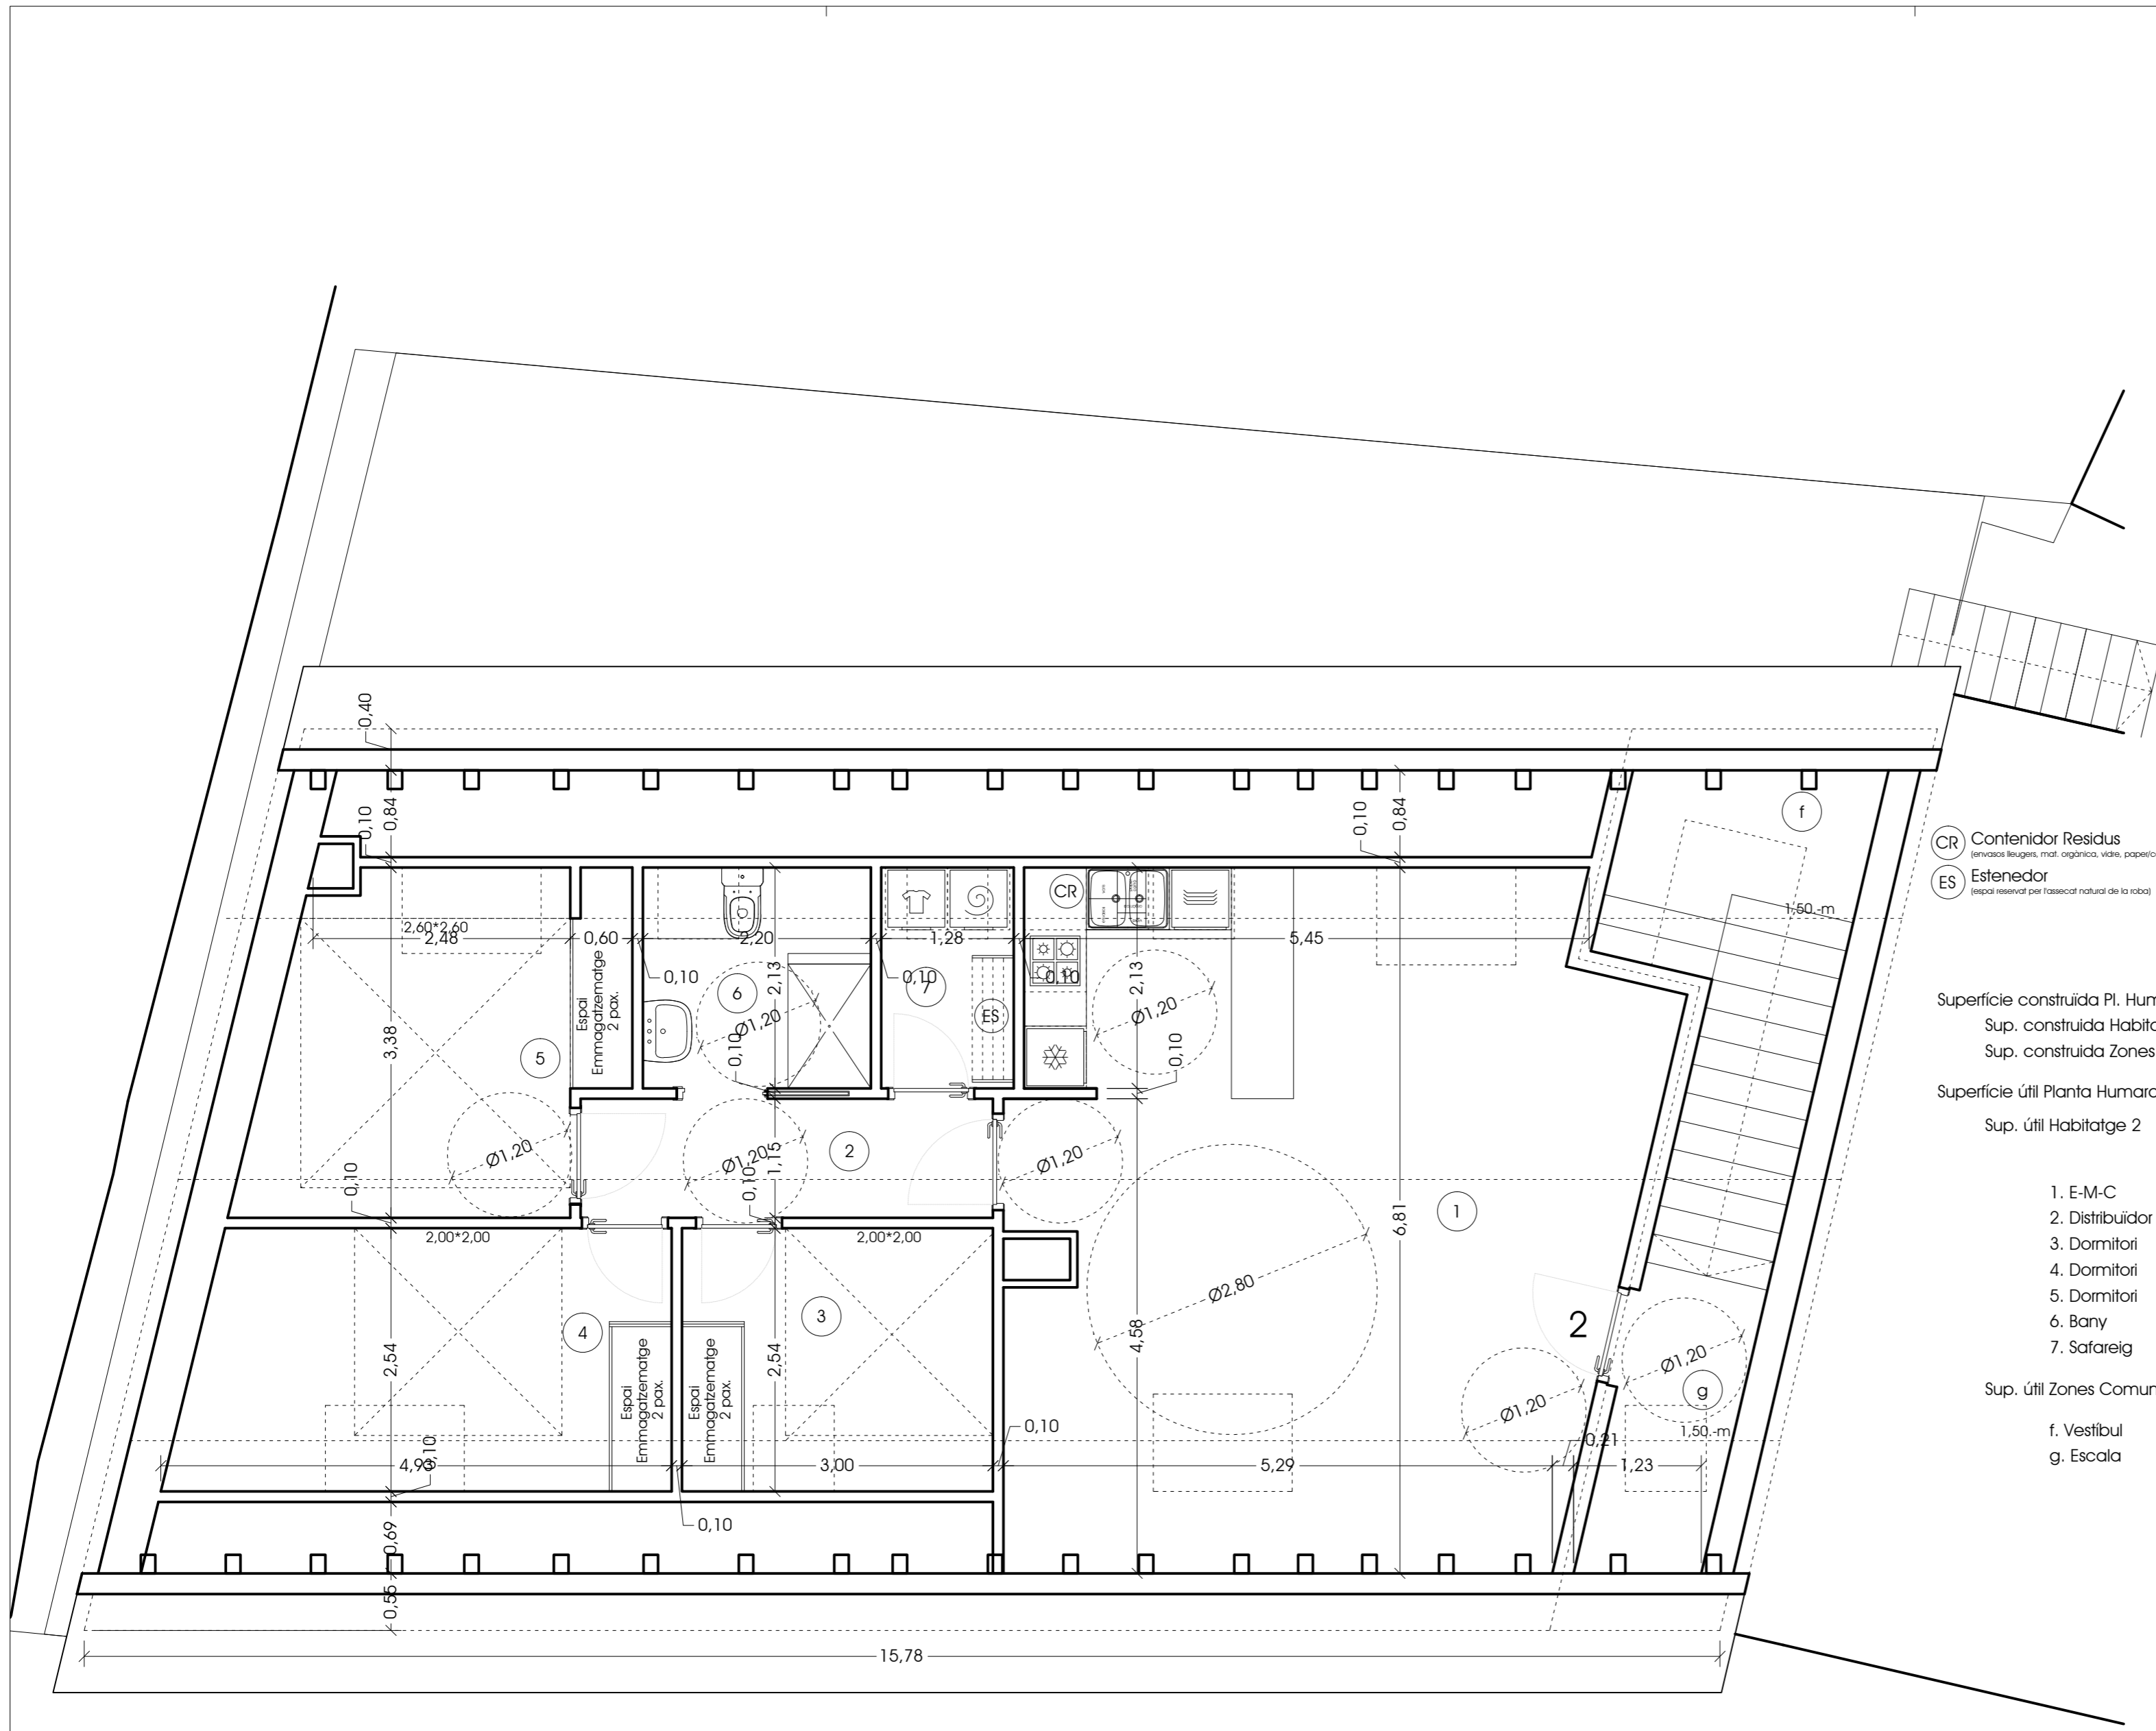 0,40
0,10
0,84
0,10
0,84
f
CR Contenidor Residus
(envasos lleugers, mat. orgànica, vidre, paper/c
ES Estenedor
(espai reservat per l'assecat natural de la roba)
CR
1,50.-m
2,60*2,60
2,48
0,60
2,20
1,28
5,45
0,10
0,10
0,10
2,13
2,13
6
7
ES
Espai
Emmagatzematge
2 pax.
Ø1,20
Ø1,20
3,38
5
0,10
0,10
Superfície construïda Pl. Hum
Sup. construida Habita
Sup. construida Zones
Superfície útil Planta Humara
Sup. útil Habitatge 2
Ø1,20
Ø1,20
1,15
2
Ø1,20
0,10
0,10
1. E-M-C
2. Distribuïdor
3. Dormitori
4. Dormitori
5. Dormitori
6. Bany
7. Safareig
6,81
1
2,00*2,00
2,00*2,00
Ø2,80
3
4
2
4,58
2,54
2,54
Espai
Emmagatzematge
2 pax.
Espai
Emmagatzematge
2 pax.
Ø1,20
Ø1,20
g
Sup. útil Zones Comun
f. Vestíbul
g. Escala
0,10
0,21
1,50.-m
4,93
0,10
3,00
5,29
1,23
0,10
0,69
0,55
15,78